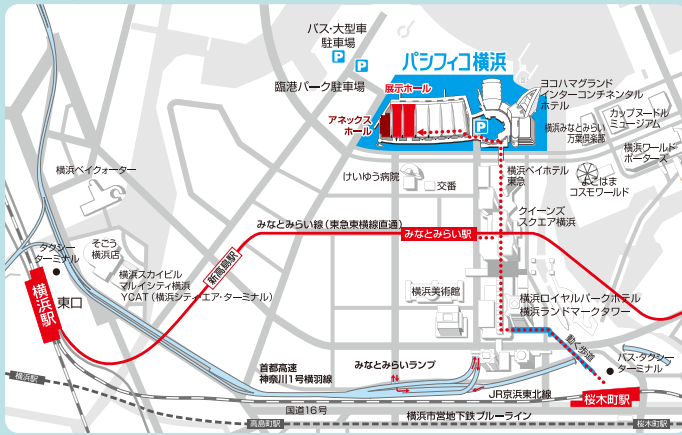 バス・大型車
駐車場
P
P
臨港パーク駐車場
パシフィコ横浜
展示ホール
アネックス
ホール
P
ヨコハマグランド
インターコンチネンタル
ホテル
カップヌードル
ミュージアム
横浜みなとみらい
万葉倶楽部
横浜ワールド
ポーターズ
よこはま
コスモワールド
横浜ベイホテル
東急
けいゆう病院
交番
クイーンズ
スクエア横浜
横浜ベイクォーター
みなとみらい線(東急東横線直通)
みなとみらい駅
新高島駅
タクシー
ターミナル
そごう
横浜店
横浜スカイビル
マルイシティ横浜
YCAT(横浜シティ・エア・ターミナル)
横浜駅
東口
横浜美術館
横浜ロイヤルパークホテル
横浜ランドマークタワー
動く歩道
バス・タクシー
ターミナル
首都高速
神奈川1号横羽線
みなとみらいランプ
JR京浜東北線
桜木町駅
横浜駅
国道16号
高島町駅
横浜市営地下鉄ブルーライン
桜木町駅